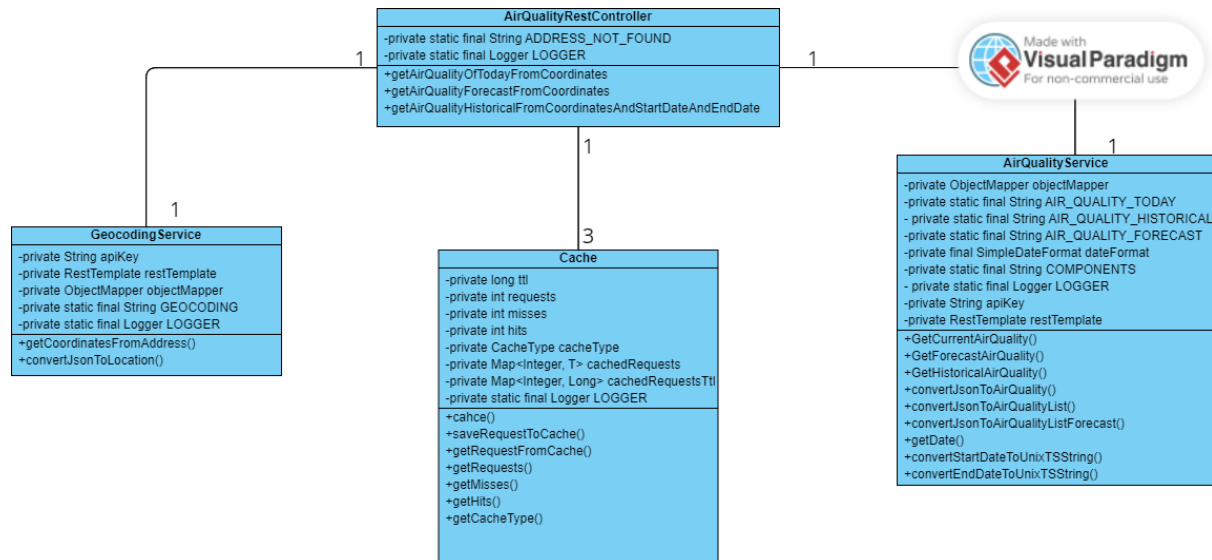 AirQualityRestController
-private static final String ADDRESS_NOT_FOUND
-private static final Logger LOGGER
+getAirQualityOfTodayFromCoordinates
+getAirQualityForecastFromCoordinates
+getAirQualityHistoricalFromCoordinatesAndStartDateAndEndDate
1
1
Made with
Visual Paradigm
For non-commercial use
1
1
1
3
GeocodingService
-private String apiKey
-private RestTemplate restTemplate
-private ObjectMapper objectMapper
-private static final String GEOCODING
-private static final Logger LOGGER
+getCoordinatesFromAddress()
+convertJsonToLocation()
Cache
-private long ttl
-private int requests
-private int misses
-private int hits
-private CacheType cacheType
-private Map<Integer, T> cachedRequests
-private Map<Integer, Long> cachedRequestsTtl
-private static final Logger LOGGER
+cahce()
+saveRequestToCache()
+getRequestFromCache()
+getRequests()
+getMisses()
+getHits()
+getCacheType()
AirQualityService
-private ObjectMapper objectMapper
-private static final String AIR_QUALITY_TODAY
- private static final String AIR_QUALITY_HISTORICAL
-private static final String AIR_QUALITY_FORECAST
-private final SimpleDateFormat dateFormat
-private static final String COMPONENTS
- private static final Logger LOGGER
-private String apiKey
-private RestTemplate restTemplate
+GetCurrentAirQuality()
+GetForecastAirQuality()
+GetHistoricalAirQuality()
+convertJsonToAirQuality()
+convertJsonToAirQualityList()
+convertJsonToAirQualityListForecast()
+getDate()
+convertStartDateToUnixTSString()
+convertEndDateToUnixTSString()